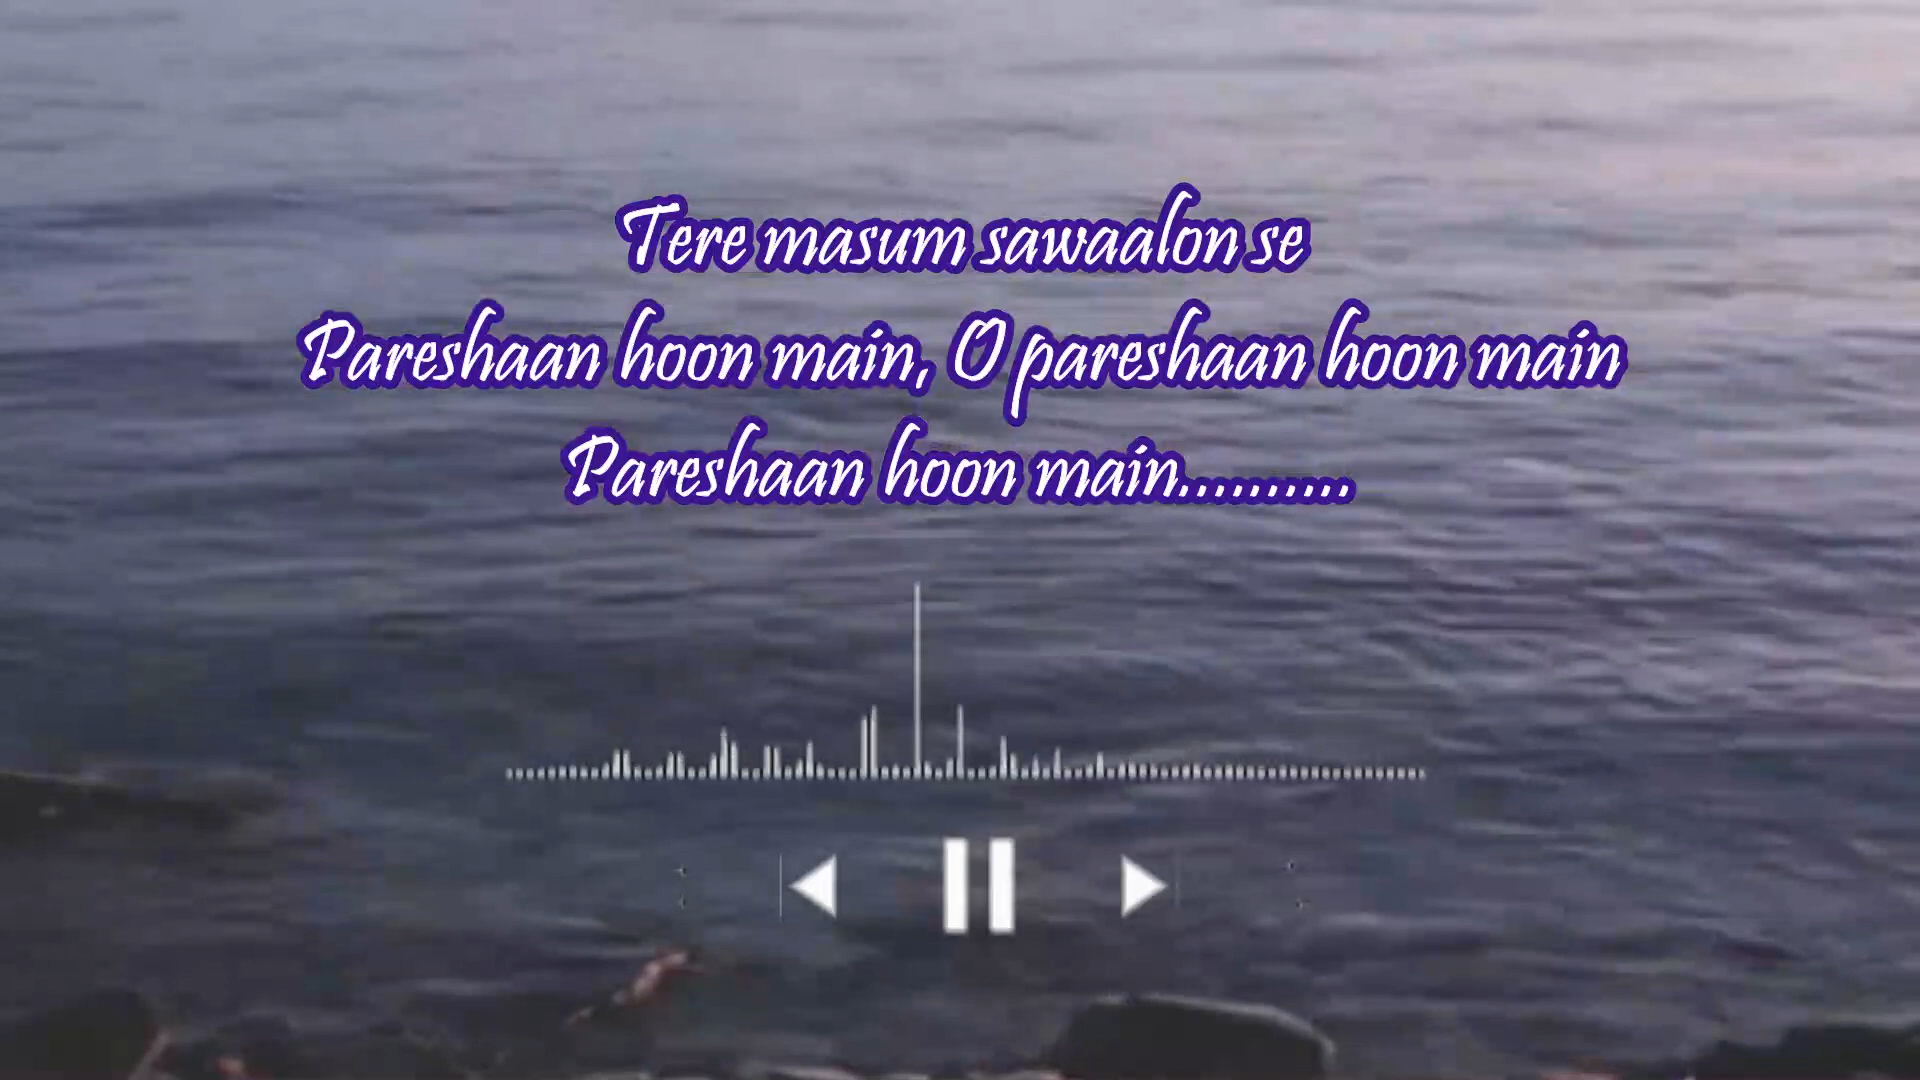 Tere masum sawaalon se
Pareshaan hoon main, O pareshaan hoon main
Pareshaan hoon main..........